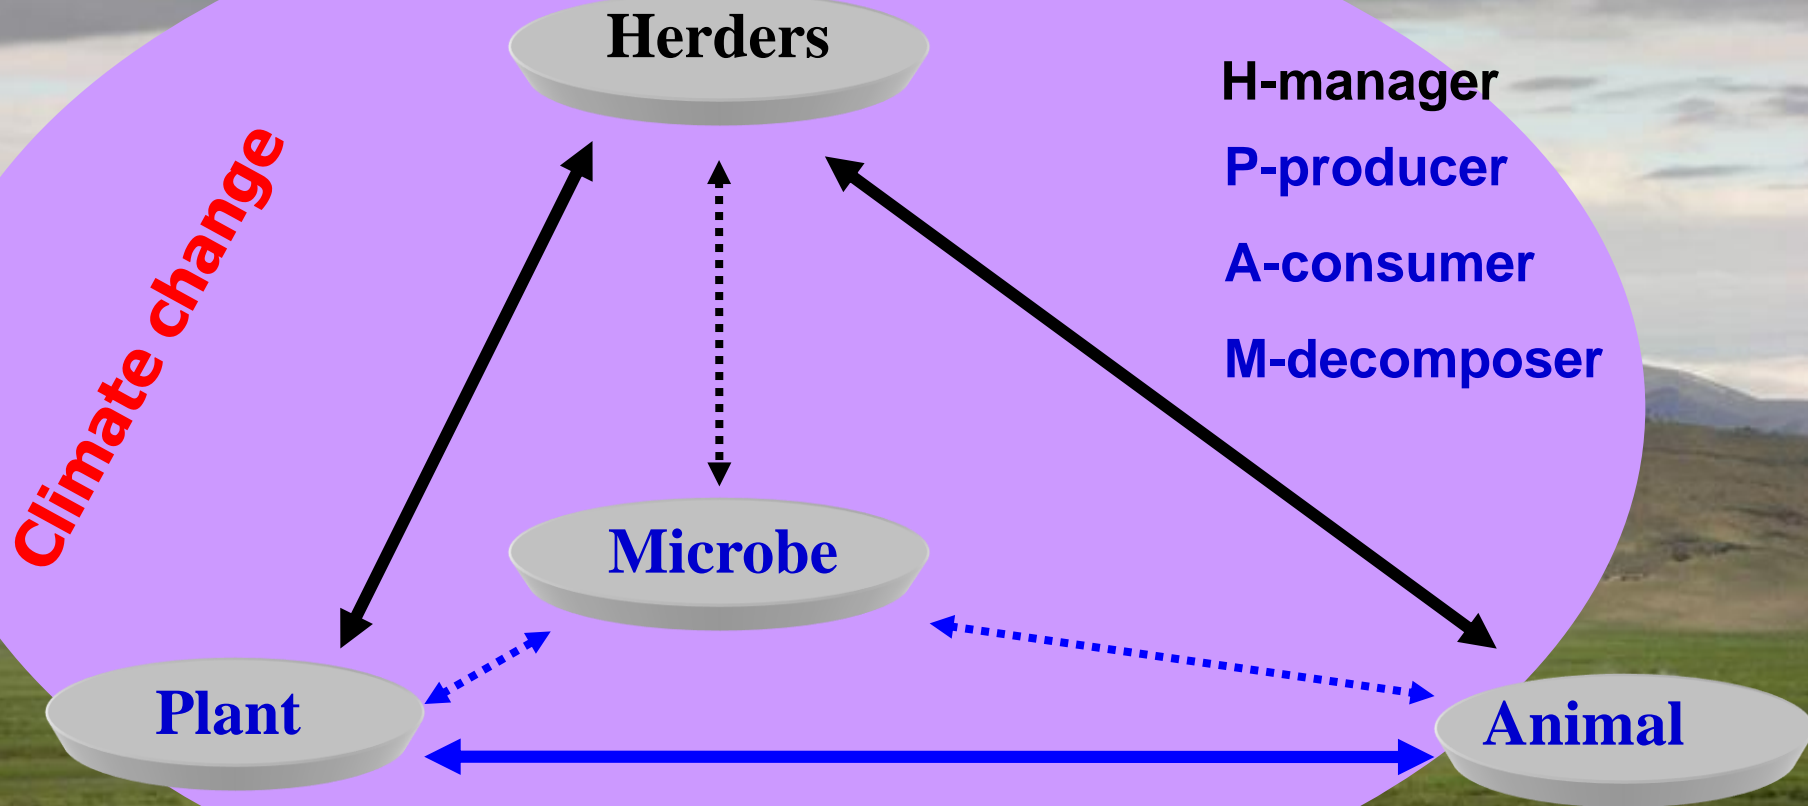 Herders
H-manager
P-producer
A-consumer
M-decomposer
Climate change
Microbe
Plant
Animal